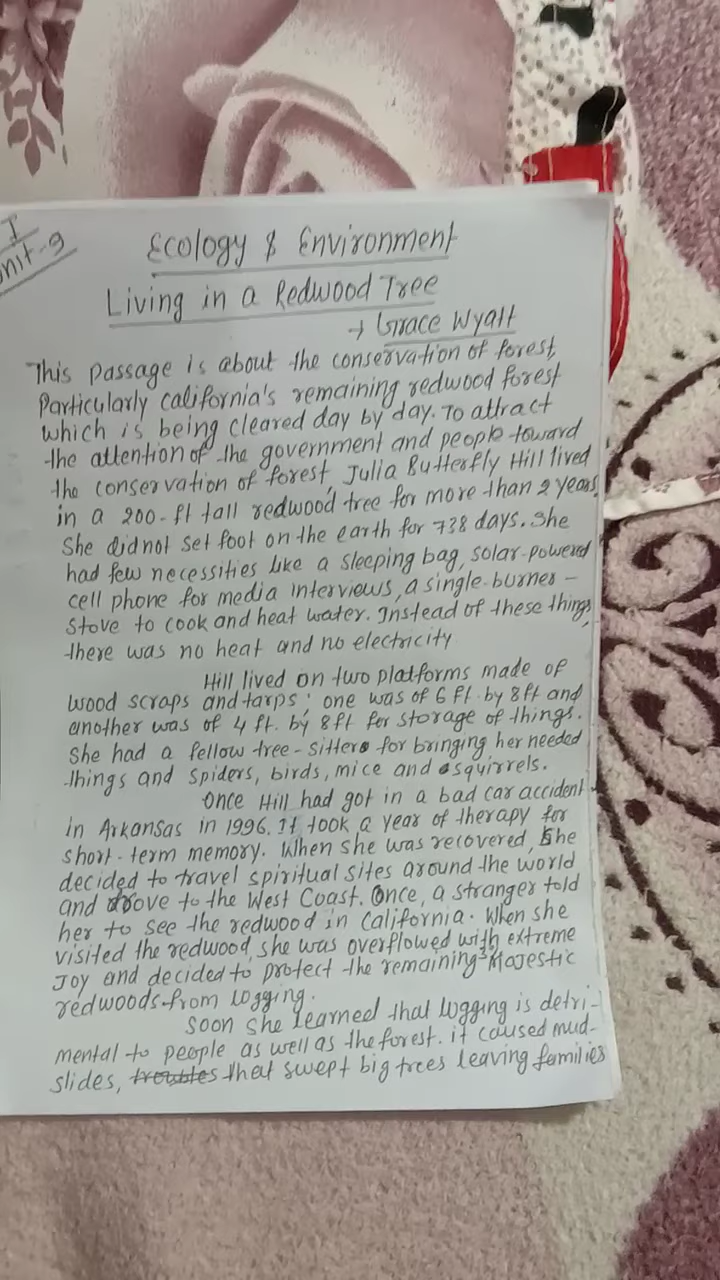 I
Unit-9
Ecology & Environment
Living in a Redwood Tree
→ Grace Wyatt
This passage is about the conservation of forest,
Particularly california's remaining redwood forest
which is being cleared day by day. To attract
the attention of the government and people toward
the conservation of forest, Julia Butterfly Hill lived
in a 200-ft tall redwood tree for more than 2 years.
She did not set foot on the earth for 738 days. She
had few necessities like a sleeping bag, solar-powered
cell phone for media interviews, a single-burner-
stove to cook and heat water. Instead of these things,
there was no heat and no electricity
Hill lived on two platforms made of
wood scraps and tarps; one was of 6 ft by 8 ft and
another was of 4 ft. by 8 ft for storage of things.
She had a fellow tree-sitters for bringing her needed
things and spiders, birds, mice and squirrels.
Once Hill had got in a bad car accident
in Arkansas in 1996. It took a year of therapy for
short-term memory. When she was recovered, She
decided to travel spiritual sites around the world
and drove to the West Coast. Once, a stranger told
her to see the redwood in California. When she
visited the redwood, she was overflowed with extreme
Joy and decided to protect the remaining Majestic
redwoods from logging.
Soon she learned that logging is detri-
mental to people as well as the forest. it caused mud-
slides, troubles that swept big trees leaving families